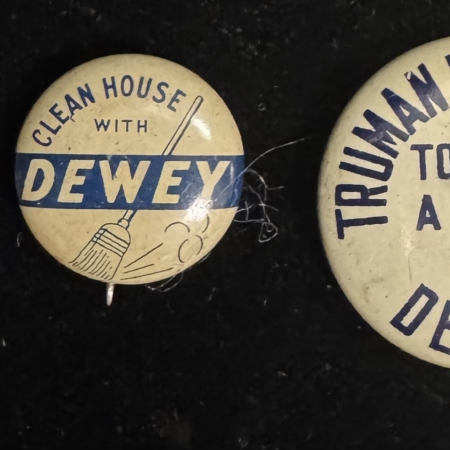 CLEAN HOUSE
WITH
DEWEY
TRUMAN
TO
A
DE